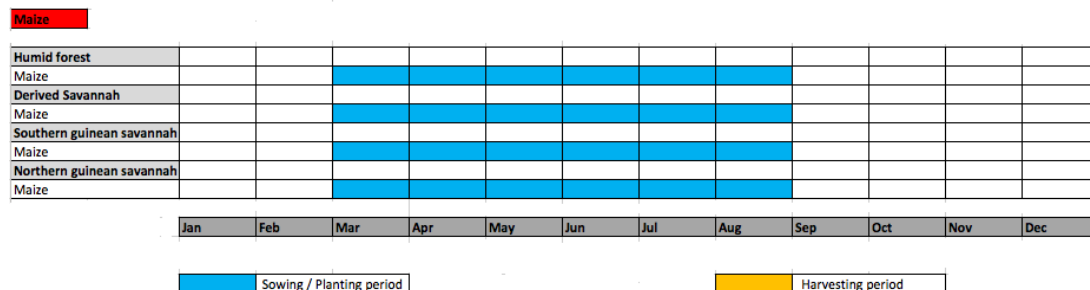 Maize
Humid forest
Maize
Derived Savannah
Maize
Southern guinean savannah
Maize
Northern guinean savannah
Maize
Jan Feb Mar Apr May Jun Jul Aug Sep Oct Nov Dec
Sowing / Planting period Harvesting period